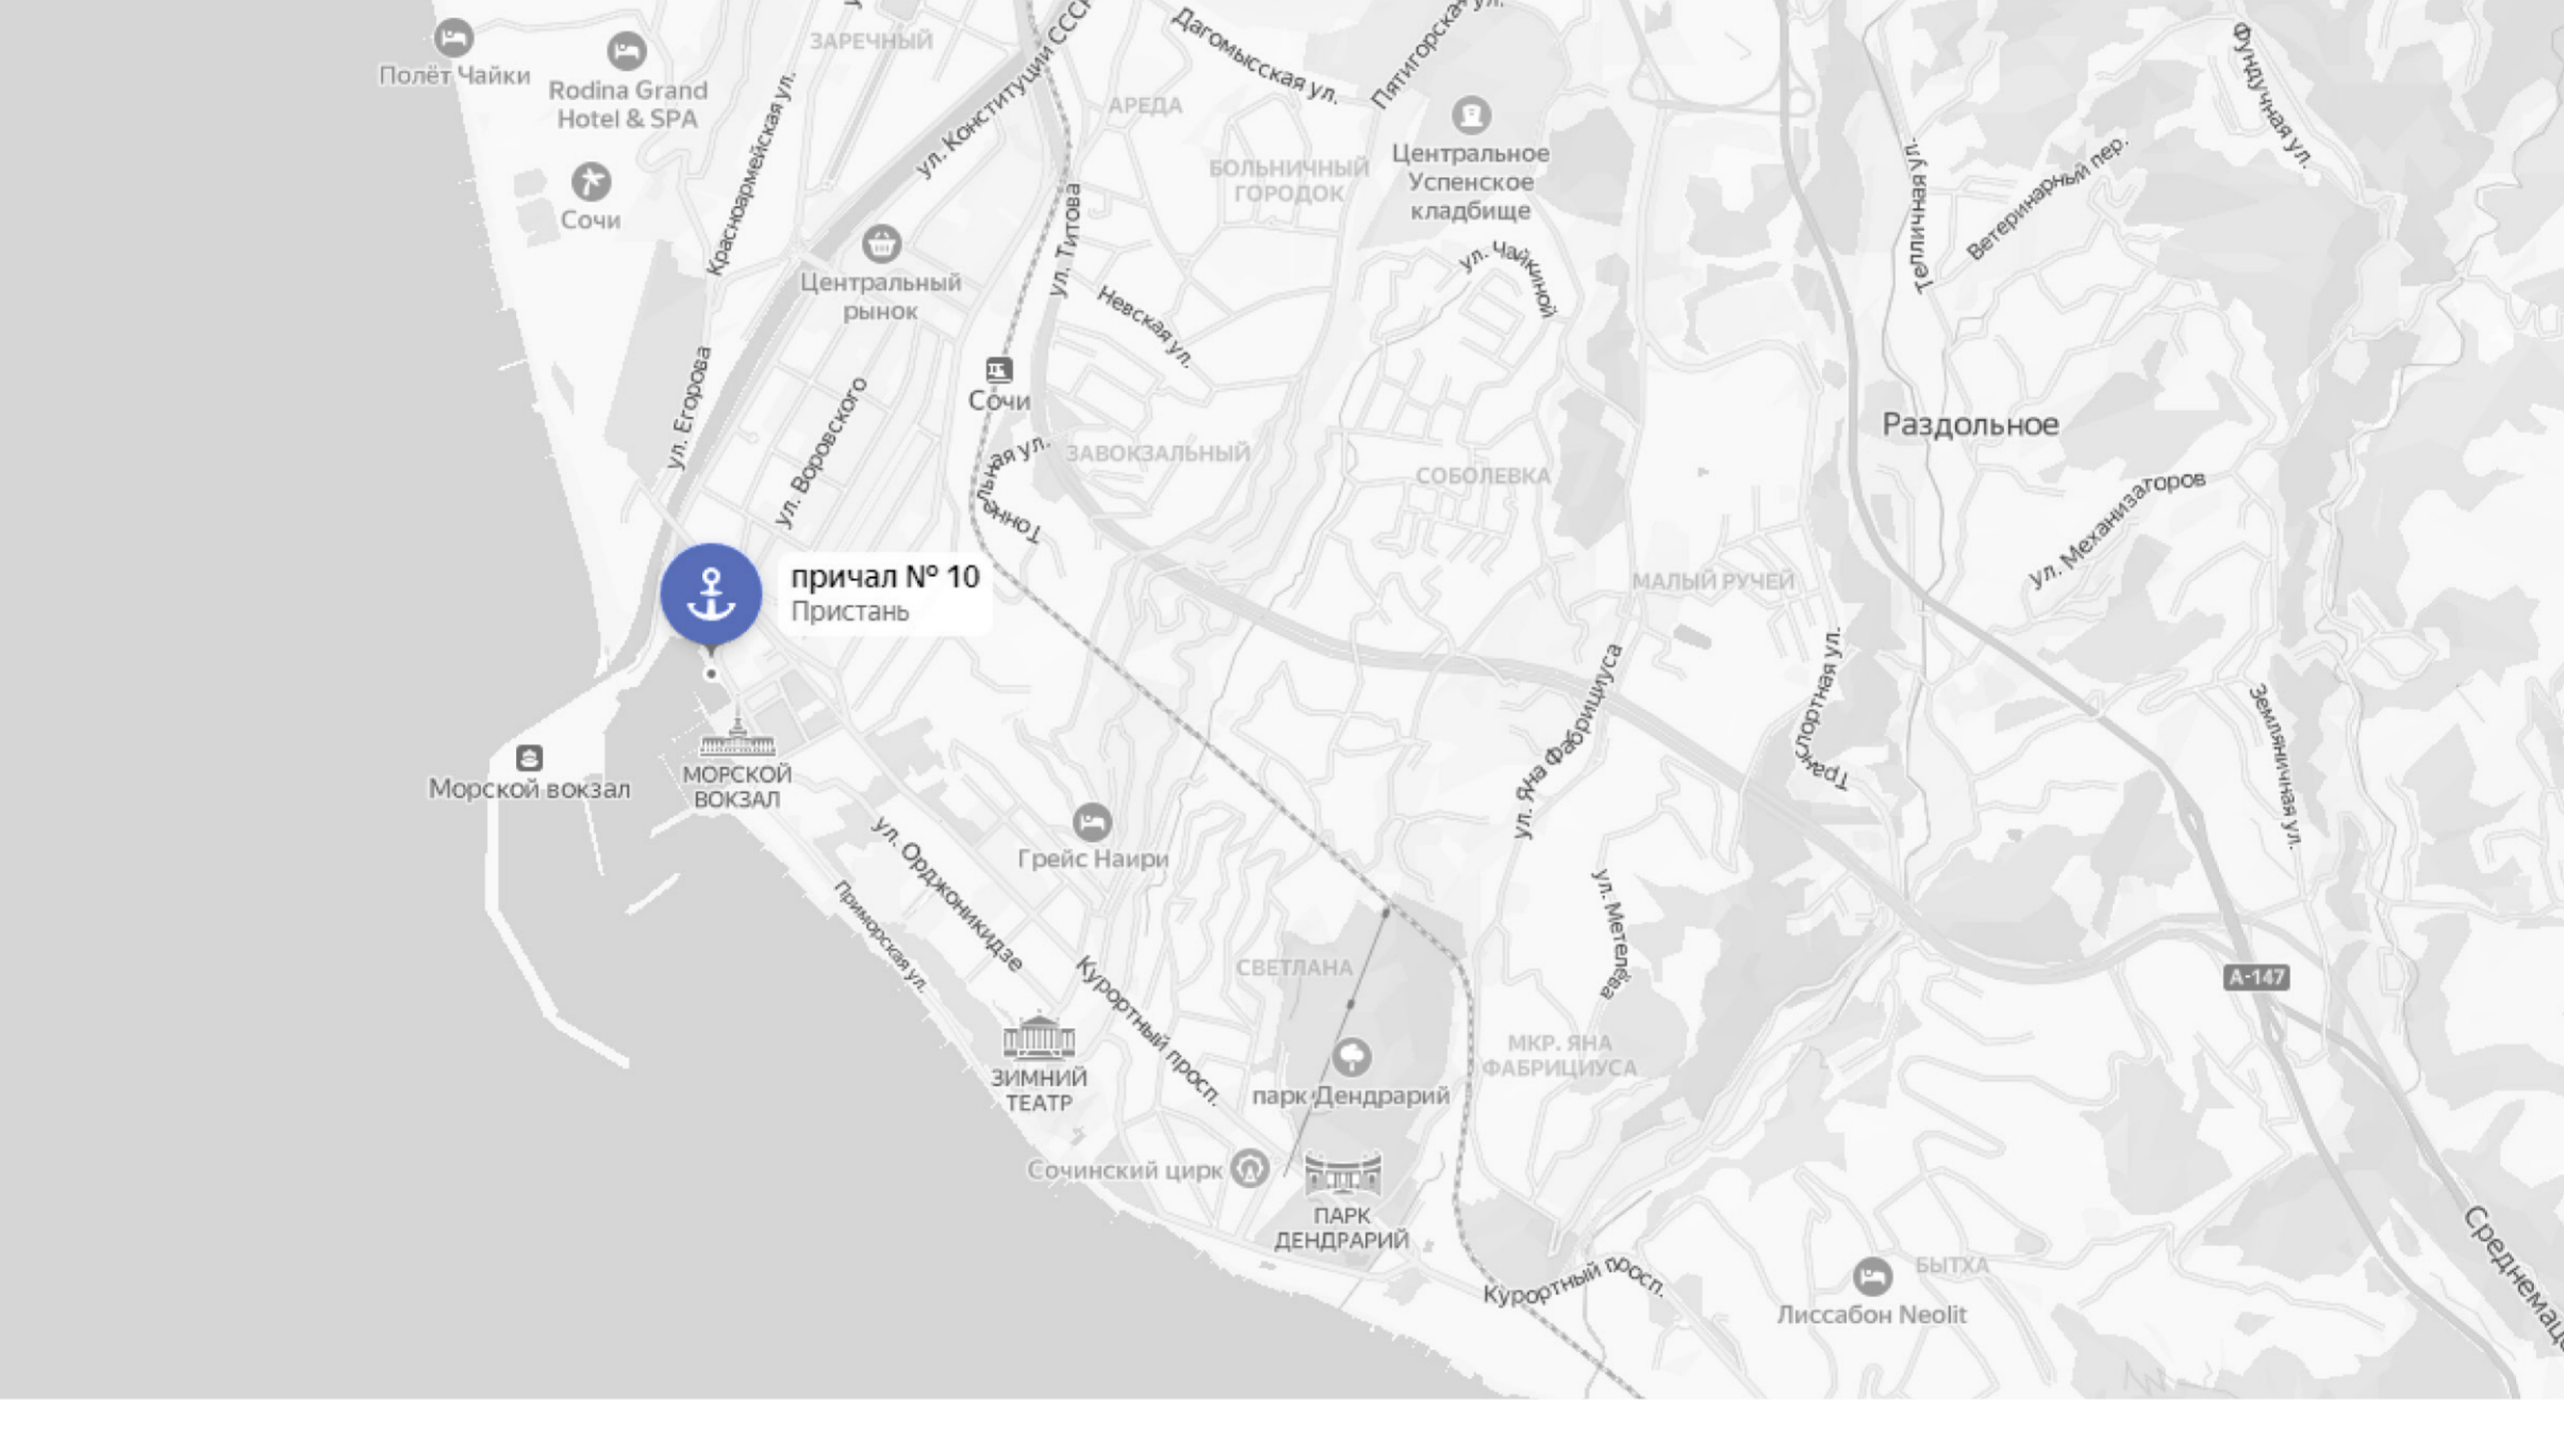 Полёт Чайки
Rodina Grand
Hotel & SPA
Сочи
ЗАРЕЧНЫЙ
Красноармейская ул.
ул. Конституции СССР
Дагомысская ул.
Пятигорская ул.
АРЕДА
БОЛЬНИЧНЫЙ
ГОРОДОК
Центральное
Успенское
кладбище
ул. Чайкиной
Тепличная ул.
Ветеринарный пер.
Фундучная ул.
Центральный
рынок
ул. Титова
Невская ул.
ул. Егорова
ул. Воровского
Сочи
Тоннельная ул.
ЗАВОКЗАЛЬНЫЙ
СОБОЛЕВКА
Раздольное
ул. Механизаторов
причал № 10
Пристань
МАЛЫЙ РУЧЕЙ
Транспортная ул.
ул. Яна Фабрициуса
Земляничная ул.
Морской вокзал
МОРСКОЙ
ВОКЗАЛ
Грейс Наири
ул. Орджоникидзе
Приморская ул.
Курортный просп.
ул. Метелёва
СВЕТЛАНА
А-147
ЗИМНИЙ
ТЕАТР
парк Дендрарий
МКР. ЯНА
ФАБРИЦИУСА
Сочинский цирк
ПАРК
ДЕНДРАРИЙ
Курортный просп.
БЫТХА
Лиссабон Neolit